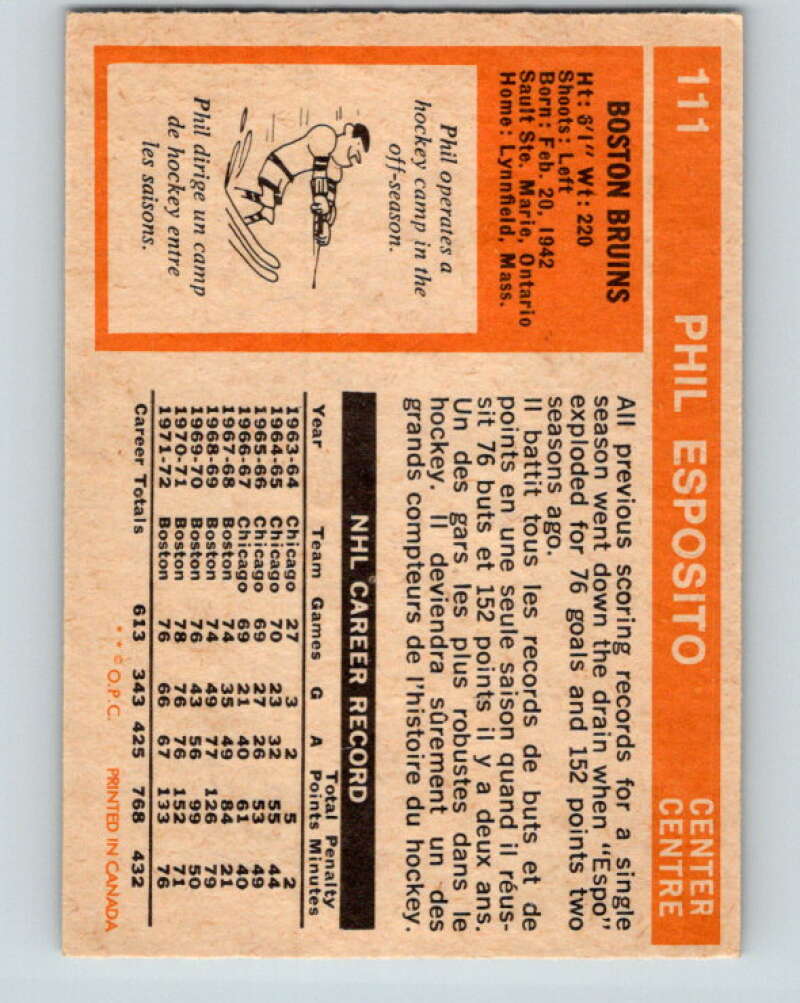 111 PHIL ESPOSITO CENTER
CENTRE
BOSTON BRUINS
Ht: 6'1" Wt: 220
Shoots: Left
Born: Feb. 20, 1942
Sault Ste. Marie, Ontario
Home: Lynnfield, Mass.
Phil operates a
hockey camp in the
off-season.
Phil dirige un camp
de hockey entre
les saisons.
All previous scoring records for a single
season went down the drain when "Espo"
exploded for 76 goals and 152 points two
seasons ago.
Il battit tous les records de buts et de
points en une seule saison quand il réus-
sit 76 buts et 152 points il y a deux ans.
Un des gars les plus robustes dans le
hockey. Il deviendra sûrement un des
grands compteurs de l'histoire du hockey.
NHL CAREER RECORD
Total Penalty
Year Team Games G A Points Minutes
1963-64 Chicago 27 3 2 5 2
1964-65 Chicago 70 23 32 55 44
1965-66 Chicago 69 27 26 53 49
1966-67 Chicago 69 21 40 61 40
1967-68 Boston 74 35 49 84 21
1968-69 Boston 74 49 77 126 79
1969-70 Boston 76 43 56 99 50
1970-71 Boston 78 76 76 152 71
1971-72 Boston 76 66 67 133 76
Career Totals 613 343 425 768 432
* * © O.P.C. PRINTED IN CANADA